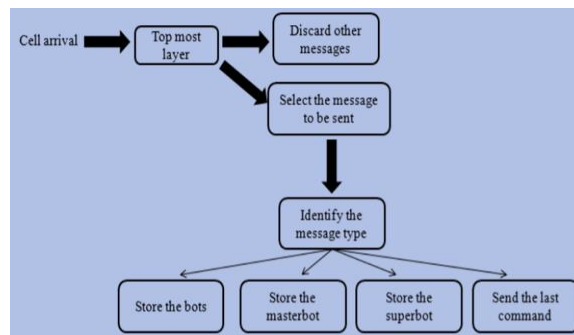 Cell arrival
Top most
layer
Discard other
messages
Select the message
to be sent
Identify the
message type
Store the bots
Store the
masterbot
Store the
superbot
Send the last
command